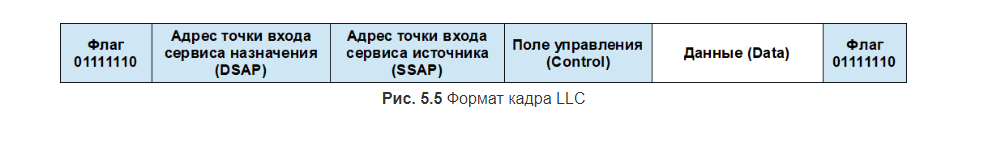 Флаг
01111110
Адрес точки входа
сервиса назначения
(DSAP)
Адрес точки входа
сервиса источника
(SSAP)
Поле управления
(Control)
Данные (Data)
Флаг
01111110
Рис. 5.5 Формат кадра LLC